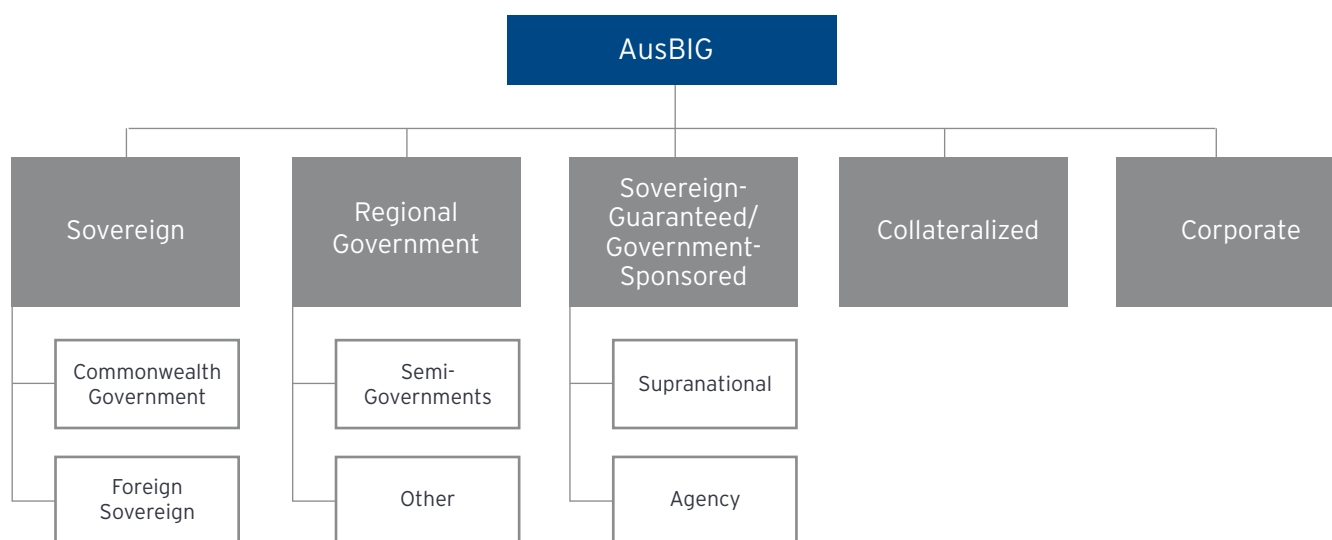 AusBIG
Sovereign
Regional
Government
Sovereign-
Guaranteed/
Government-
Sponsored
Collateralized
Corporate
Commonwealth
Government
Semi-
Governments
Supranational
Foreign
Sovereign
Other
Agency